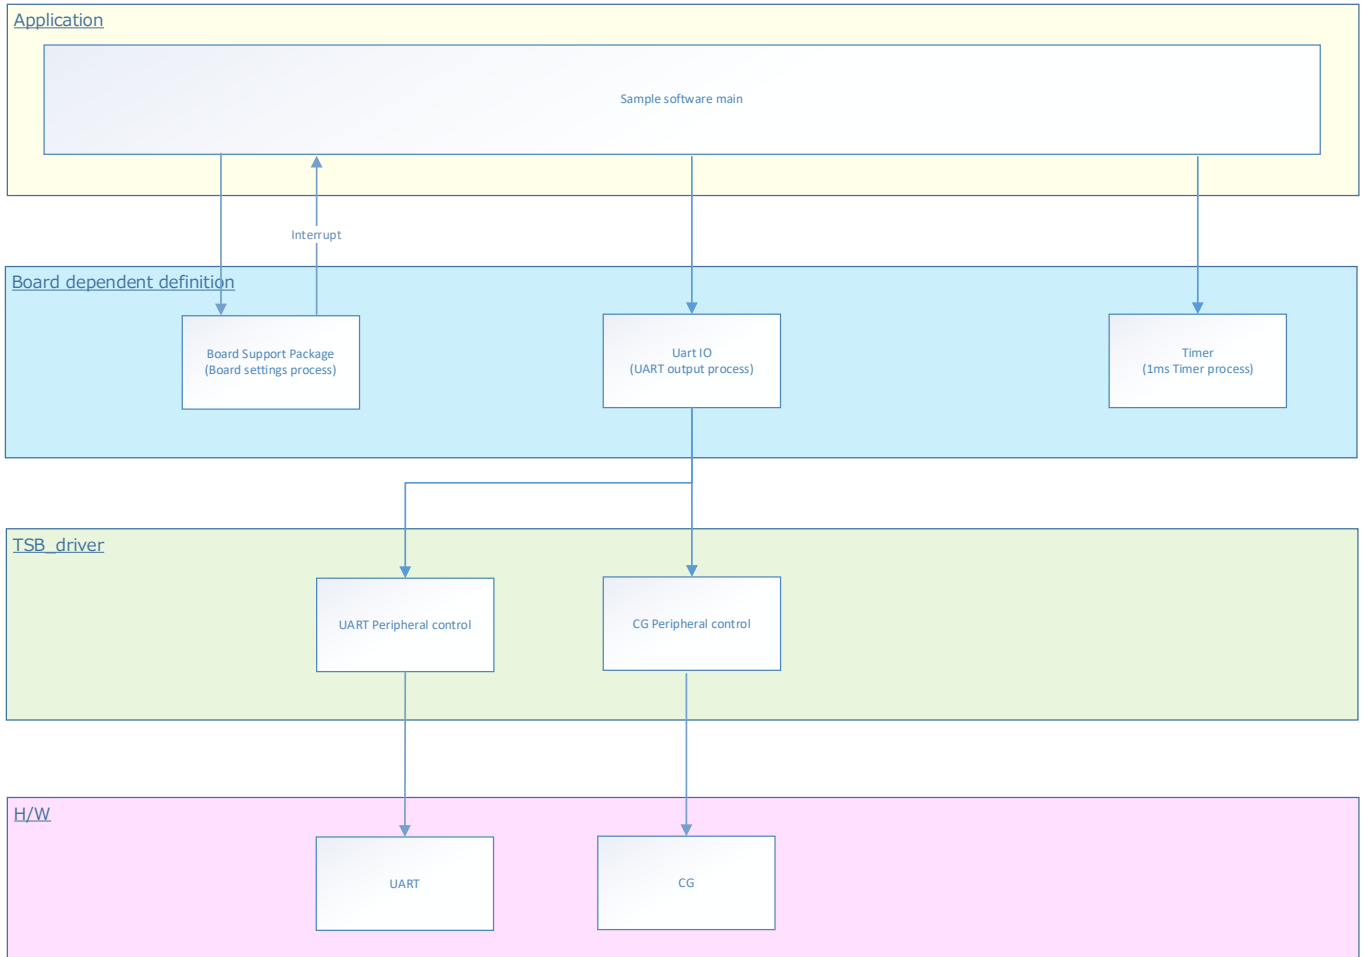 Application
Sample software main
Interrupt
Board dependent definition
Board Support Package
(Board settings process)
Uart IO
(UART output process)
Timer
(1ms Timer process)
TSB_driver
UART Peripheral control
CG Peripheral control
H/W
UART
CG